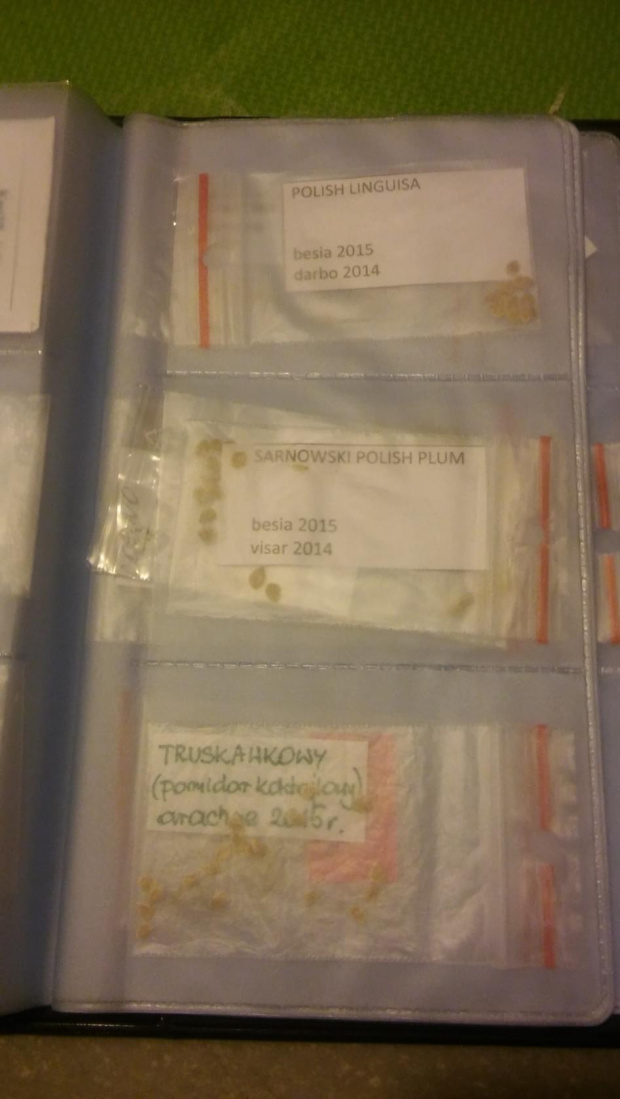 POLISH LINGUISA
besia 2015
darbo 2014
SARNOWSKI POLISH PLUM
besia 2015
visar 2014
TRUSKAWKOWY
(pomidor koktajlowy)
arachne 2015r.